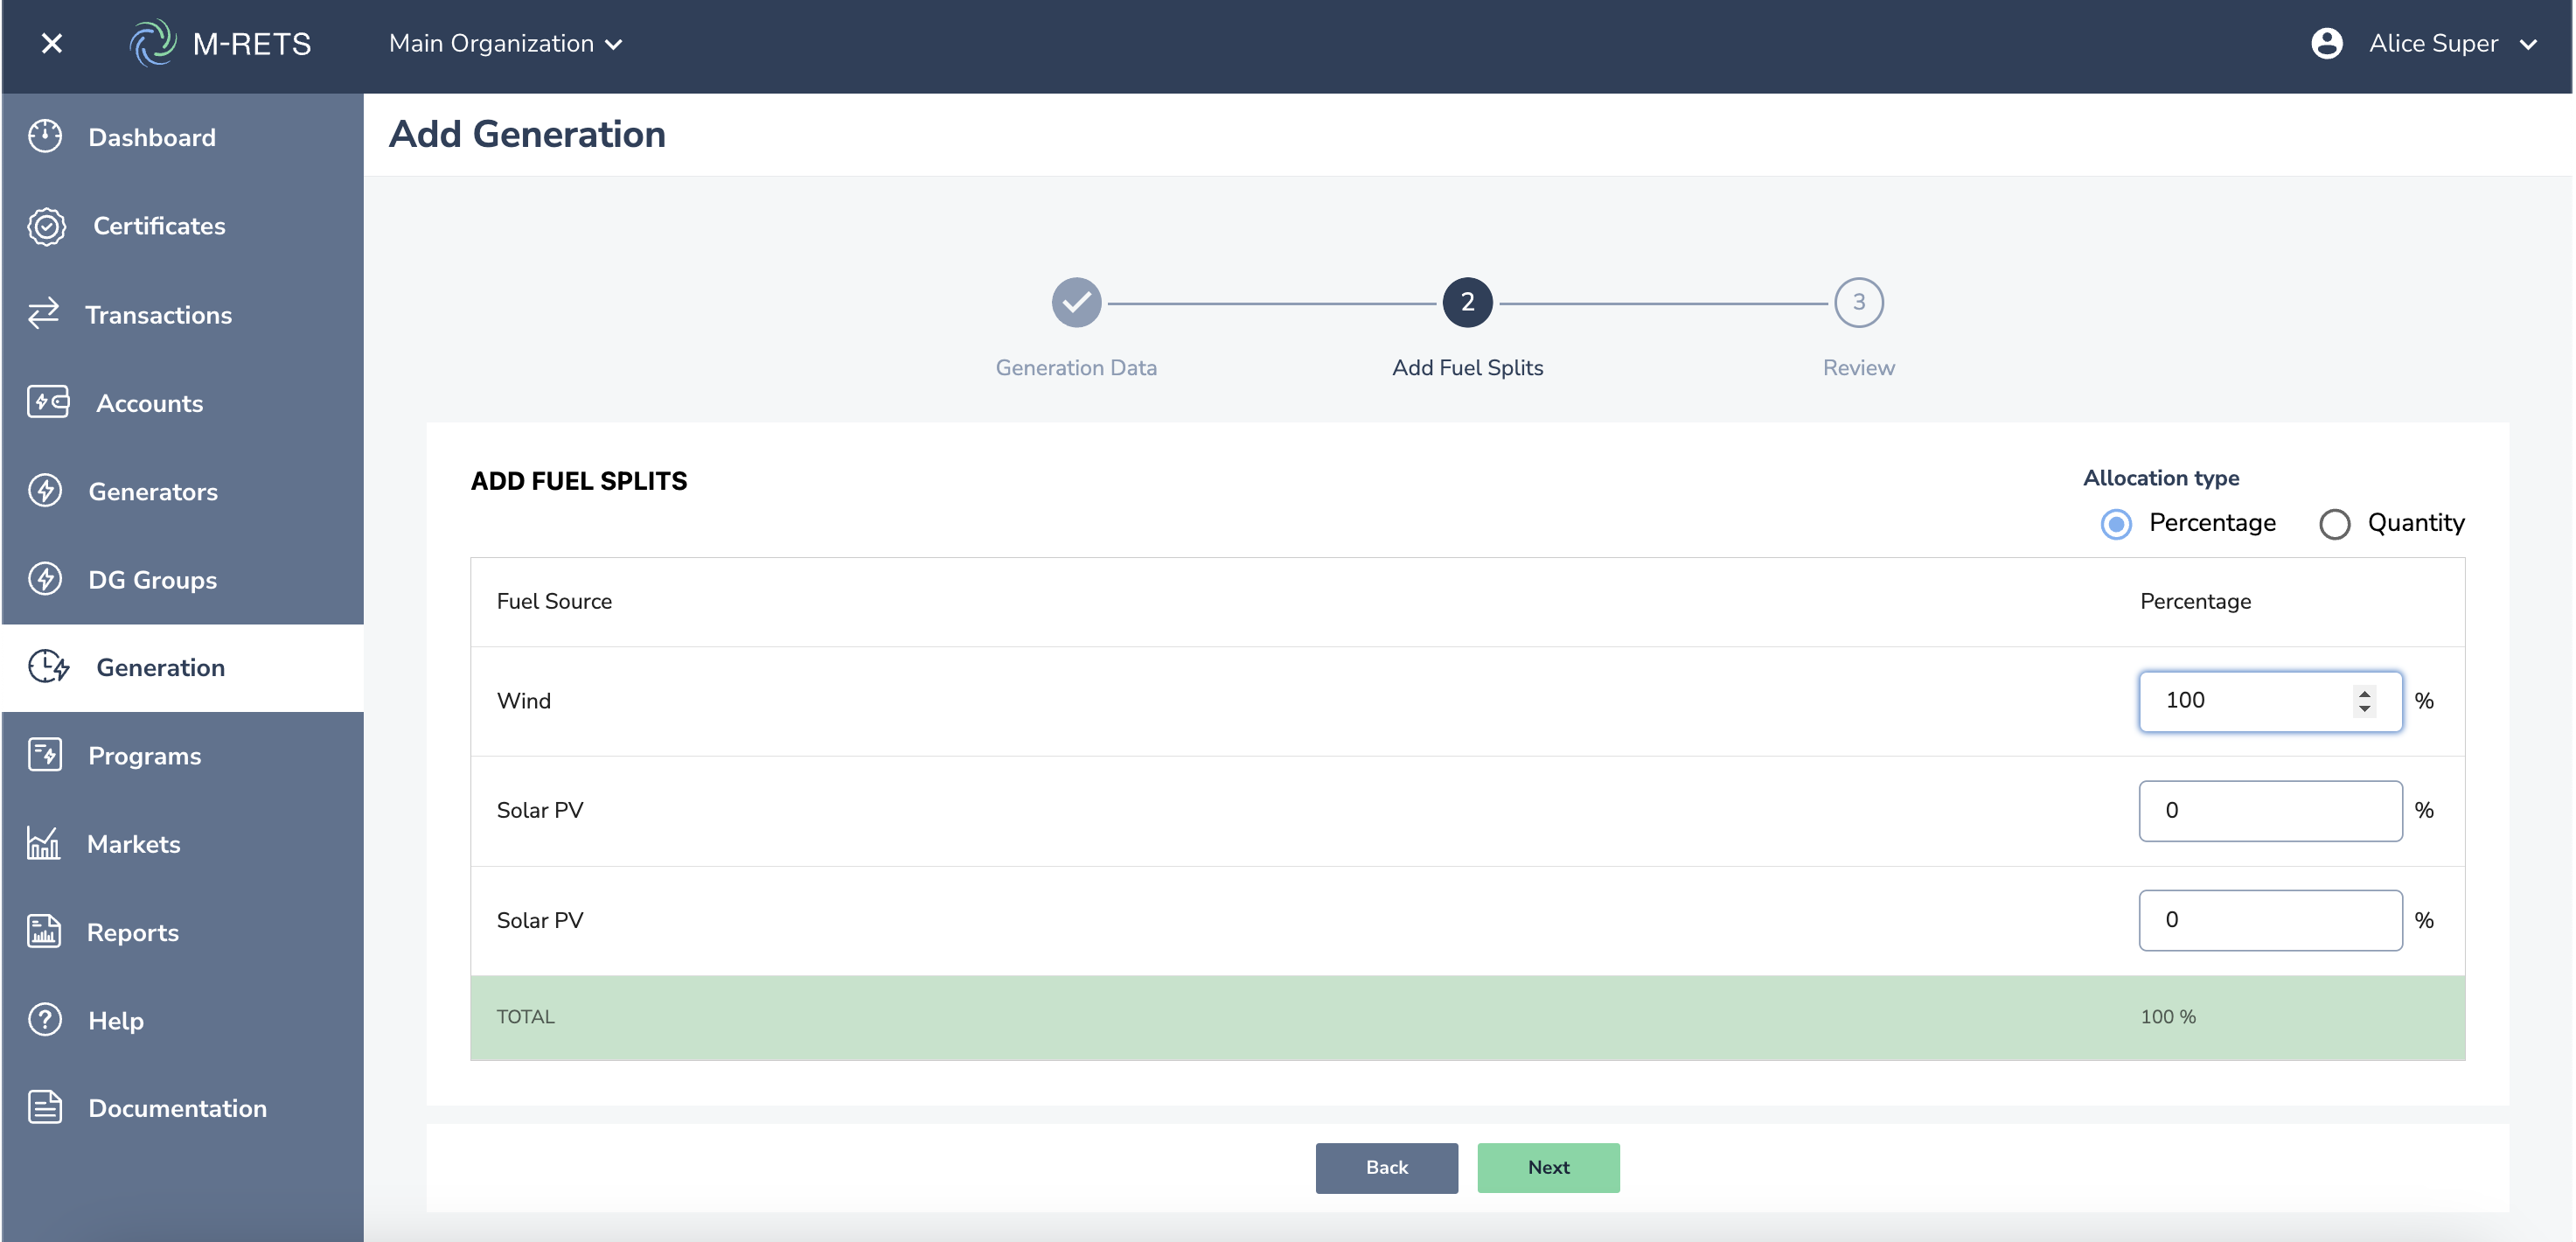 M-RETS
Main Organization
Alice Super
Dashboard
Certificates
Transactions
Accounts
Generators
DG Groups
Generation
Programs
Markets
Reports
Help
Documentation
Add Generation
2
3
Generation Data
Add Fuel Splits
Review
ADD FUEL SPLITS
Allocation type
Percentage
Quantity
Fuel Source Percentage
Wind 100 %
Solar PV 0 %
Solar PV 0 %
TOTAL 100 %
Back
Next